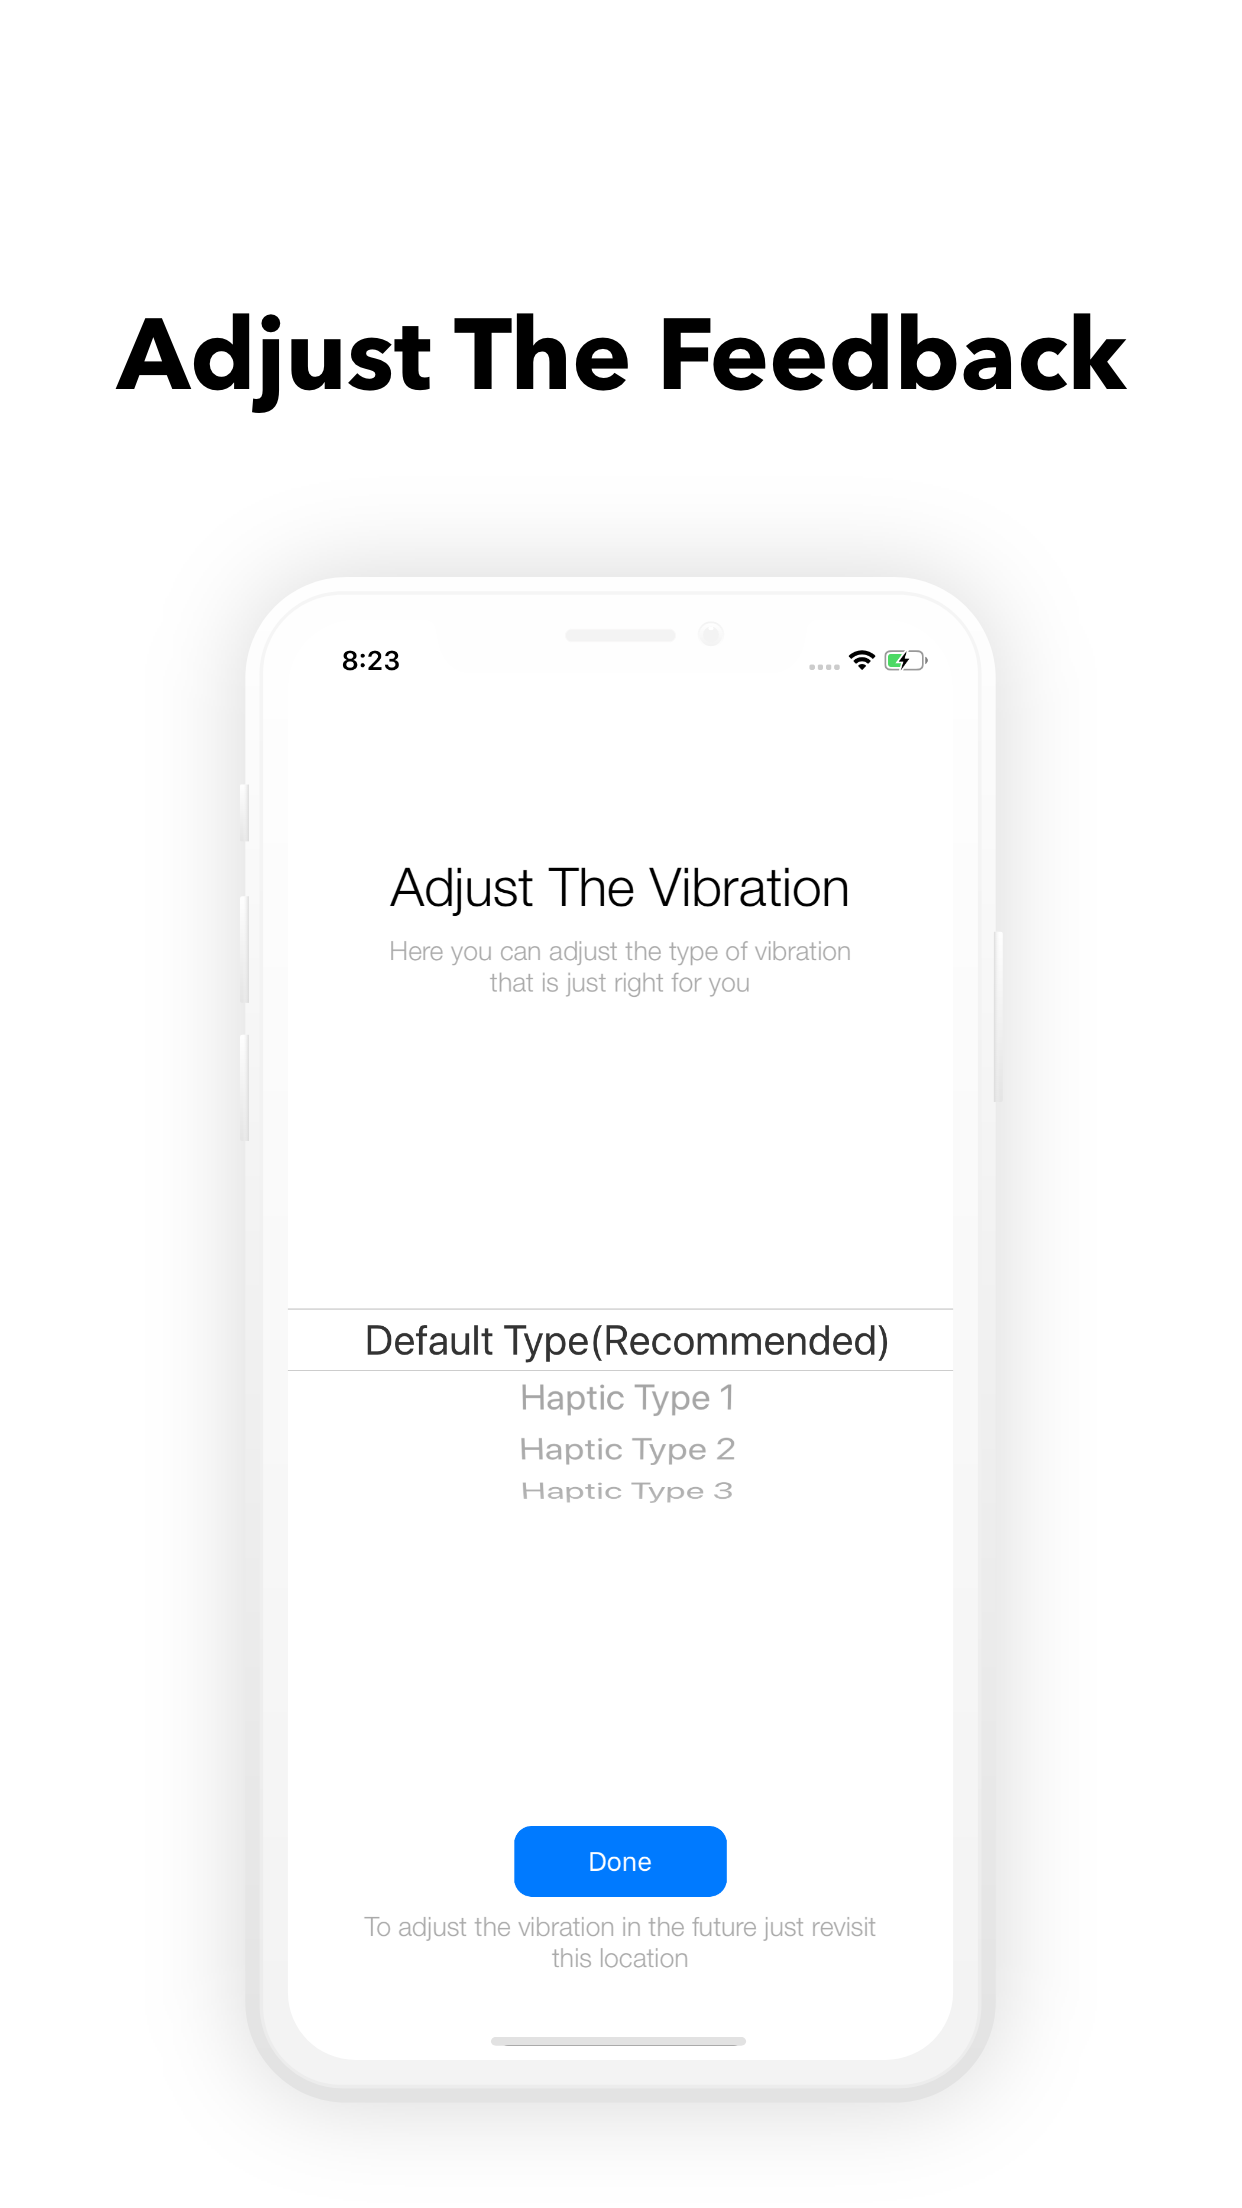 Adjust The Feedback
8:23
Adjust The Vibration
Here you can adjust the type of vibration
that is just right for you
Default Type(Recommended)
Haptic Type 1
Haptic Type 2
Haptic Type 3
Done
To adjust the vibration in the future just revisit
this location